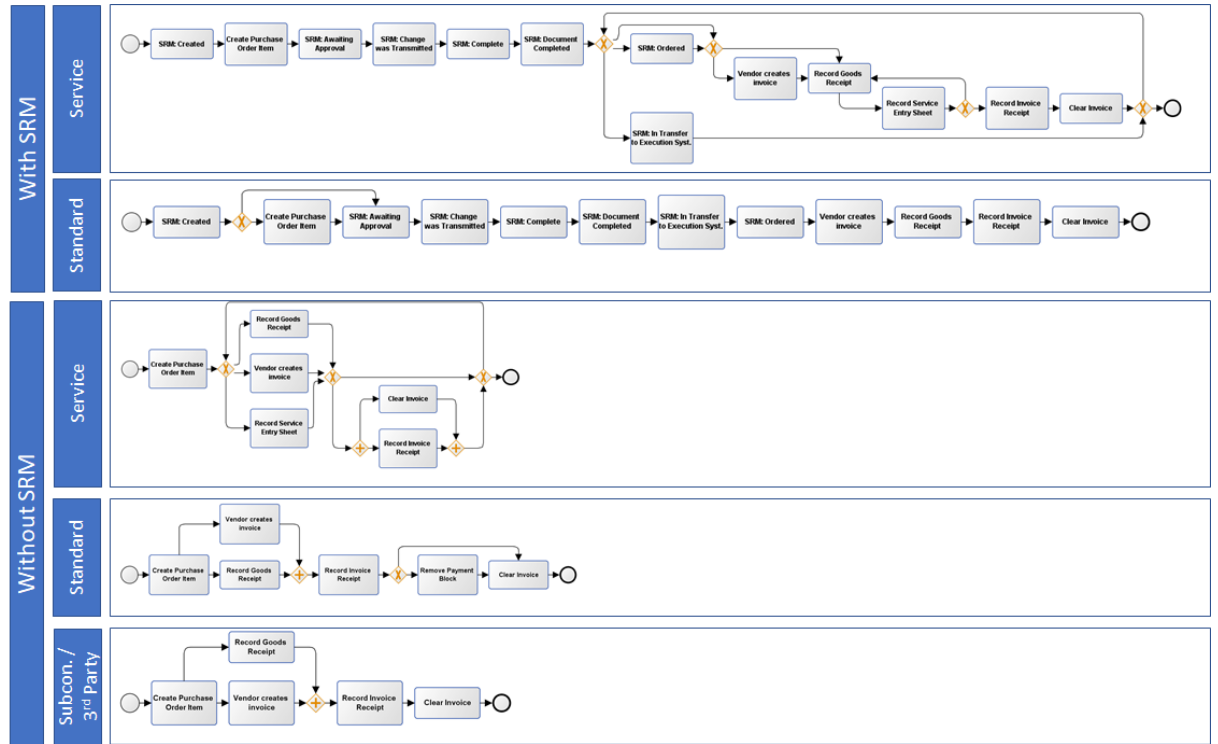 With SRM
Service
SRM: Created
Create Purchase
Order Item
SRM: Awaiting
Approval
SRM: Change
was Transmitted
SRM: Complete
SRM: Document
Completed
SRM: Ordered
Vendor creates
invoice
Record Goods
Receipt
Record Service
Entry Sheet
Record Invoice
Receipt
Clear Invoice
SRM: In Transfer
to Execution Syst.
Standard
SRM: Created
Create Purchase
Order Item
SRM: Awaiting
Approval
SRM: Change
was Transmitted
SRM: Complete
SRM: Document
Completed
SRM: In Transfer
to Execution Syst.
SRM: Ordered
Vendor creates
invoice
Record Goods
Receipt
Record Invoice
Receipt
Clear Invoice
Without SRM
Service
Create Purchase
Order Item
Record Goods
Receipt
Vendor creates
invoice
Record Service
Entry Sheet
Clear Invoice
Record Invoice
Receipt
Standard
Create Purchase
Order Item
Vendor creates
invoice
Record Goods
Receipt
Record Invoice
Receipt
Remove Payment
Block
Clear Invoice
Subcon. /
3rd Party
Create Purchase
Order Item
Record Goods
Receipt
Vendor creates
invoice
Record Invoice
Receipt
Clear Invoice